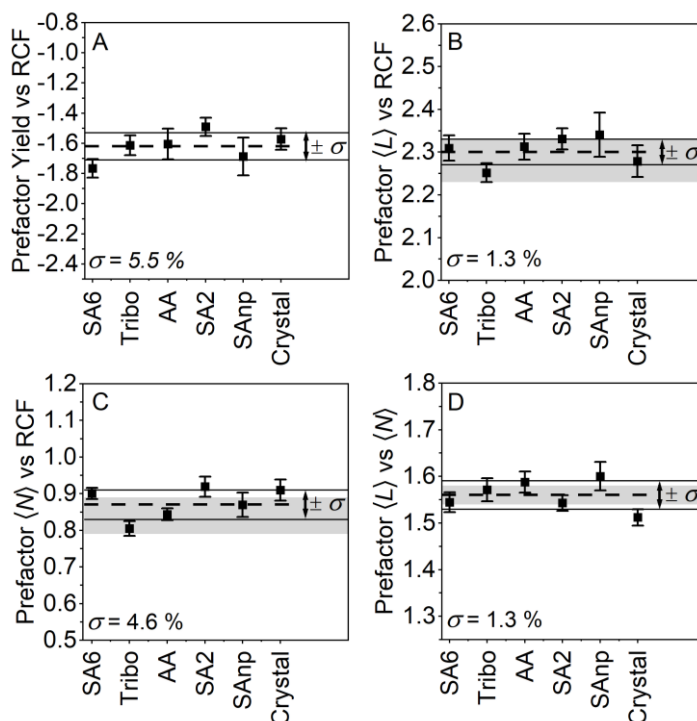 A
Prefactor Yield vs RCF
-0.8
-1.0
-1.2
-1.4
-1.6
-1.8
-2.0
-2.2
-2.4
± σ
σ = 5.5 %
SA6
Tribo
AA
SA2
SAnp
Crystal
B
Prefactor ⟨L⟩ vs RCF
2.6
2.5
2.4
2.3
2.2
2.1
2.0
± σ
σ = 1.3 %
SA6
Tribo
AA
SA2
SAnp
Crystal
C
Prefactor ⟨N⟩ vs RCF
1.2
1.1
1.0
0.9
0.8
0.7
0.6
0.5
± σ
σ = 4.6 %
SA6
Tribo
AA
SA2
SAnp
Crystal
D
Prefactor ⟨L⟩ vs ⟨N⟩
1.8
1.7
1.6
1.5
1.4
1.3
± σ
σ = 1.3 %
SA6
Tribo
AA
SA2
SAnp
Crystal